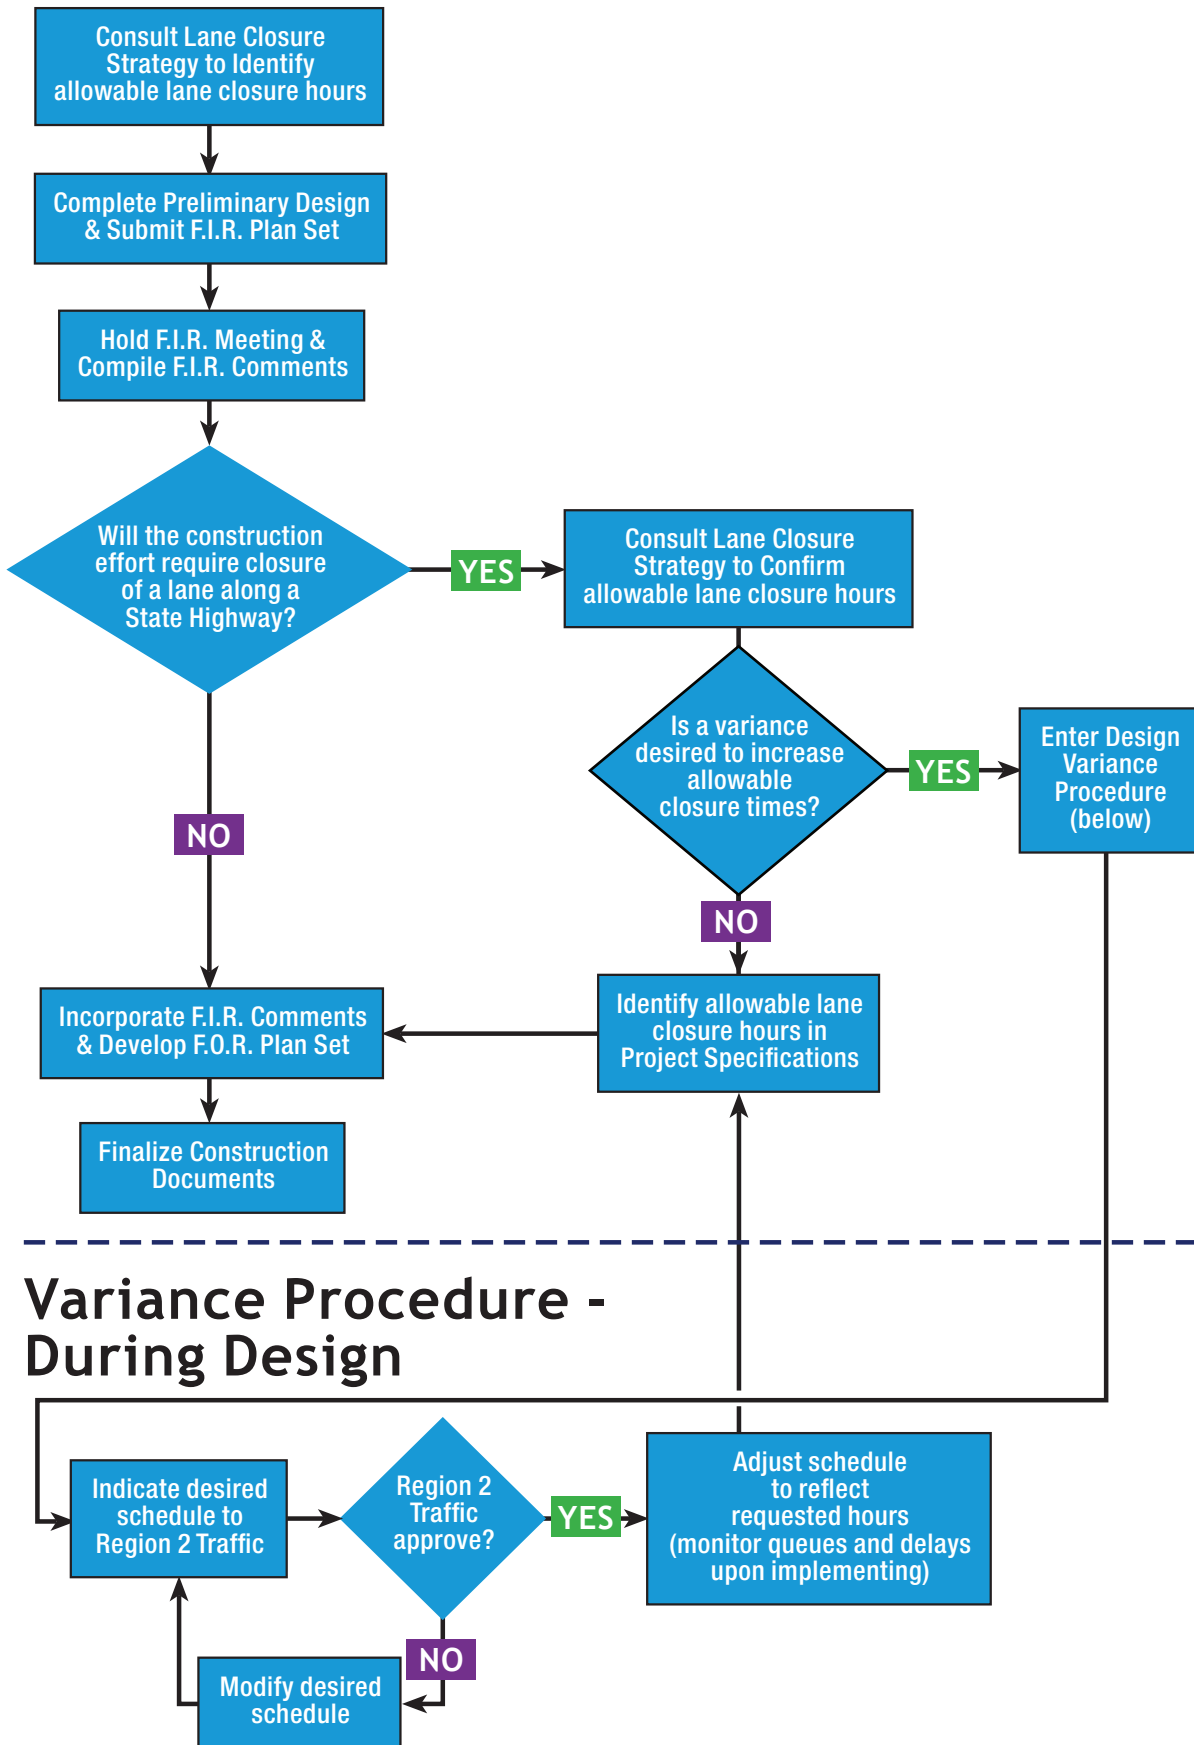 Consult Lane Closure
Strategy to Identify
allowable lane closure hours
Complete Preliminary Design
& Submit F.I.R. Plan Set
Hold F.I.R. Meeting &
Compile F.I.R. Comments
Will the construction
effort require closure
of a lane along a
State Highway?
YES
Consult Lane Closure
Strategy to Confirm
allowable lane closure hours
Is a variance
desired to increase
allowable
closure times?
YES
Enter Design
Variance
Procedure
(below)
NO
NO
Identify allowable lane
closure hours in
Project Specifications
Incorporate F.I.R. Comments
& Develop F.O.R. Plan Set
Finalize Construction
Documents
Variance Procedure -
During Design
Indicate desired
schedule to
Region 2 Traffic
Region 2
Traffic
approve?
YES
Adjust schedule
to reflect
requested hours
(monitor queues and delays
upon implementing)
NO
Modify desired
schedule